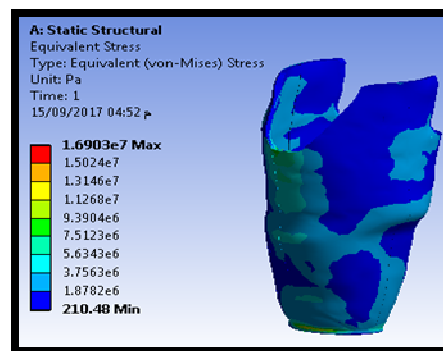 A: Static Structural
Equivalent Stress
Type: Equivalent (von-Mises) Stress
Unit: Pa
Time: 1
15/09/2017 04:52 م
1.6903e7 Max
1.5024e7
1.3146e7
1.1268e7
9.3904e6
7.5123e6
5.6343e6
3.7563e6
1.8782e6
210.48 Min